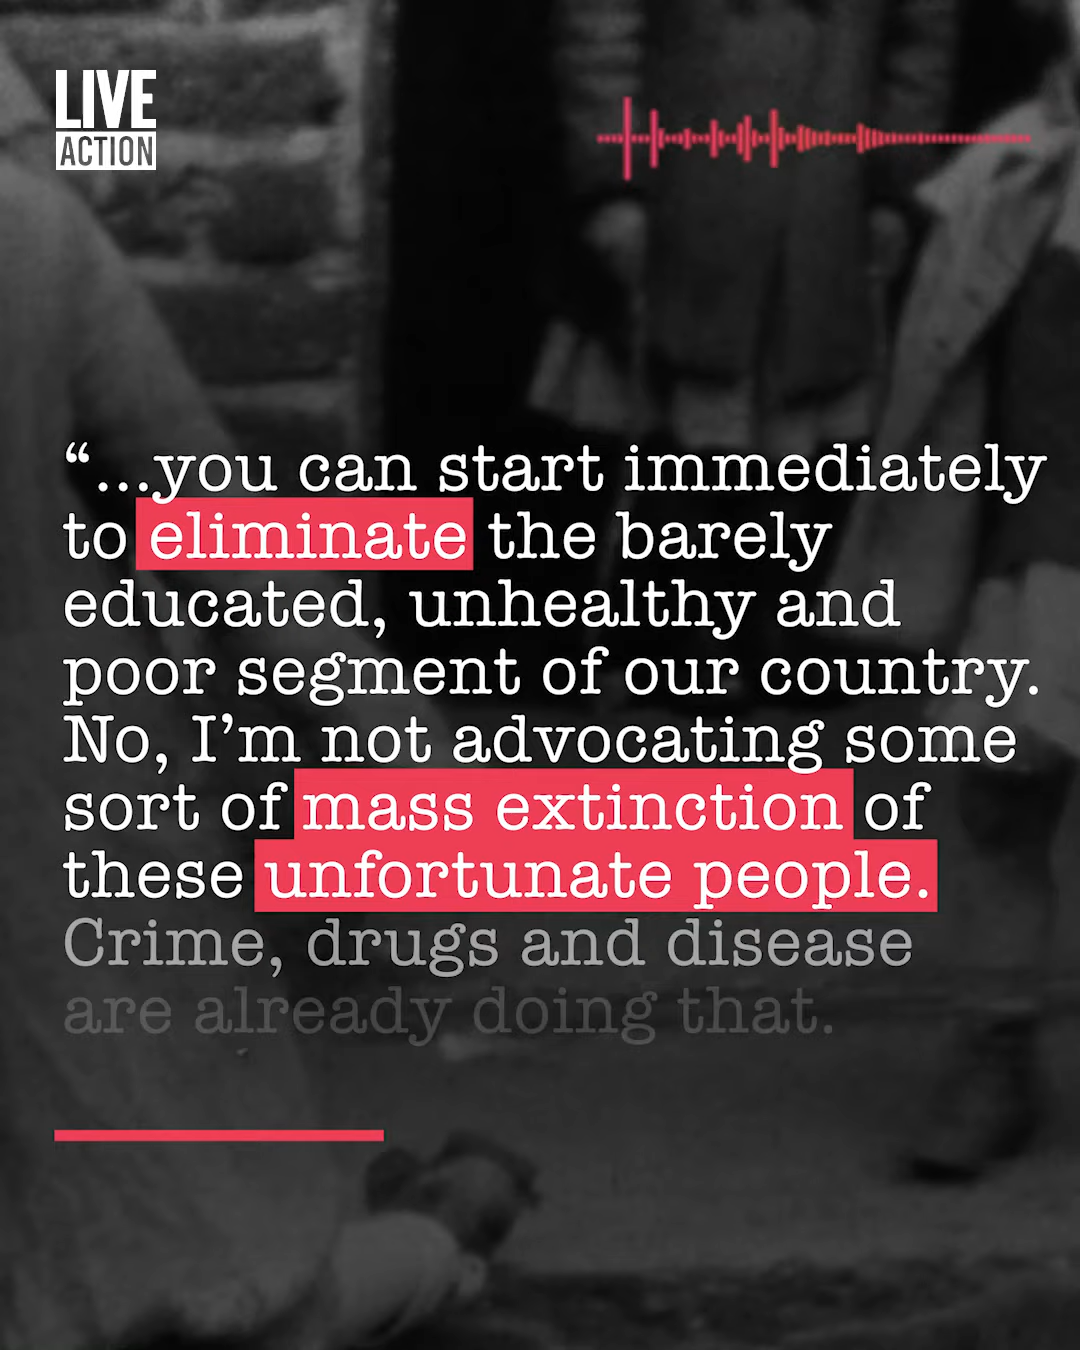 LIVE
ACTION
“...you can start immediately
to eliminate the barely
educated, unhealthy and
poor segment of our country.
No, I’m not advocating some
sort of mass extinction of
these unfortunate people.
Crime, drugs and disease
are already doing that.